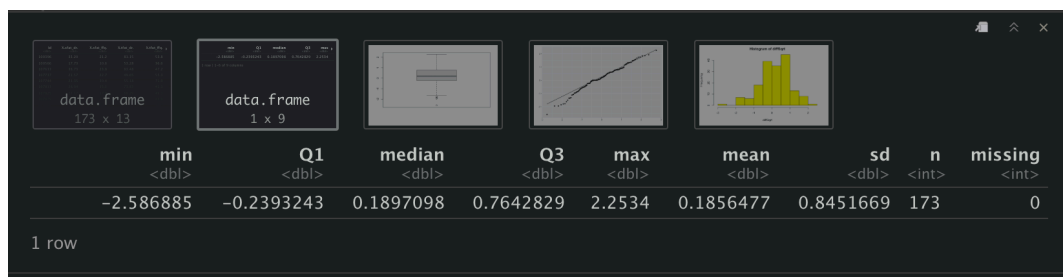 data.frame
173 x 13
data.frame
1 x 9
min Q1 median Q3 max mean sd n missing
<dbl> <dbl> <dbl> <dbl> <dbl> <dbl> <dbl> <int> <int>
-2.586885 -0.2393243 0.1897098 0.7642829 2.2534 0.1856477 0.8451669 173 0
1 row